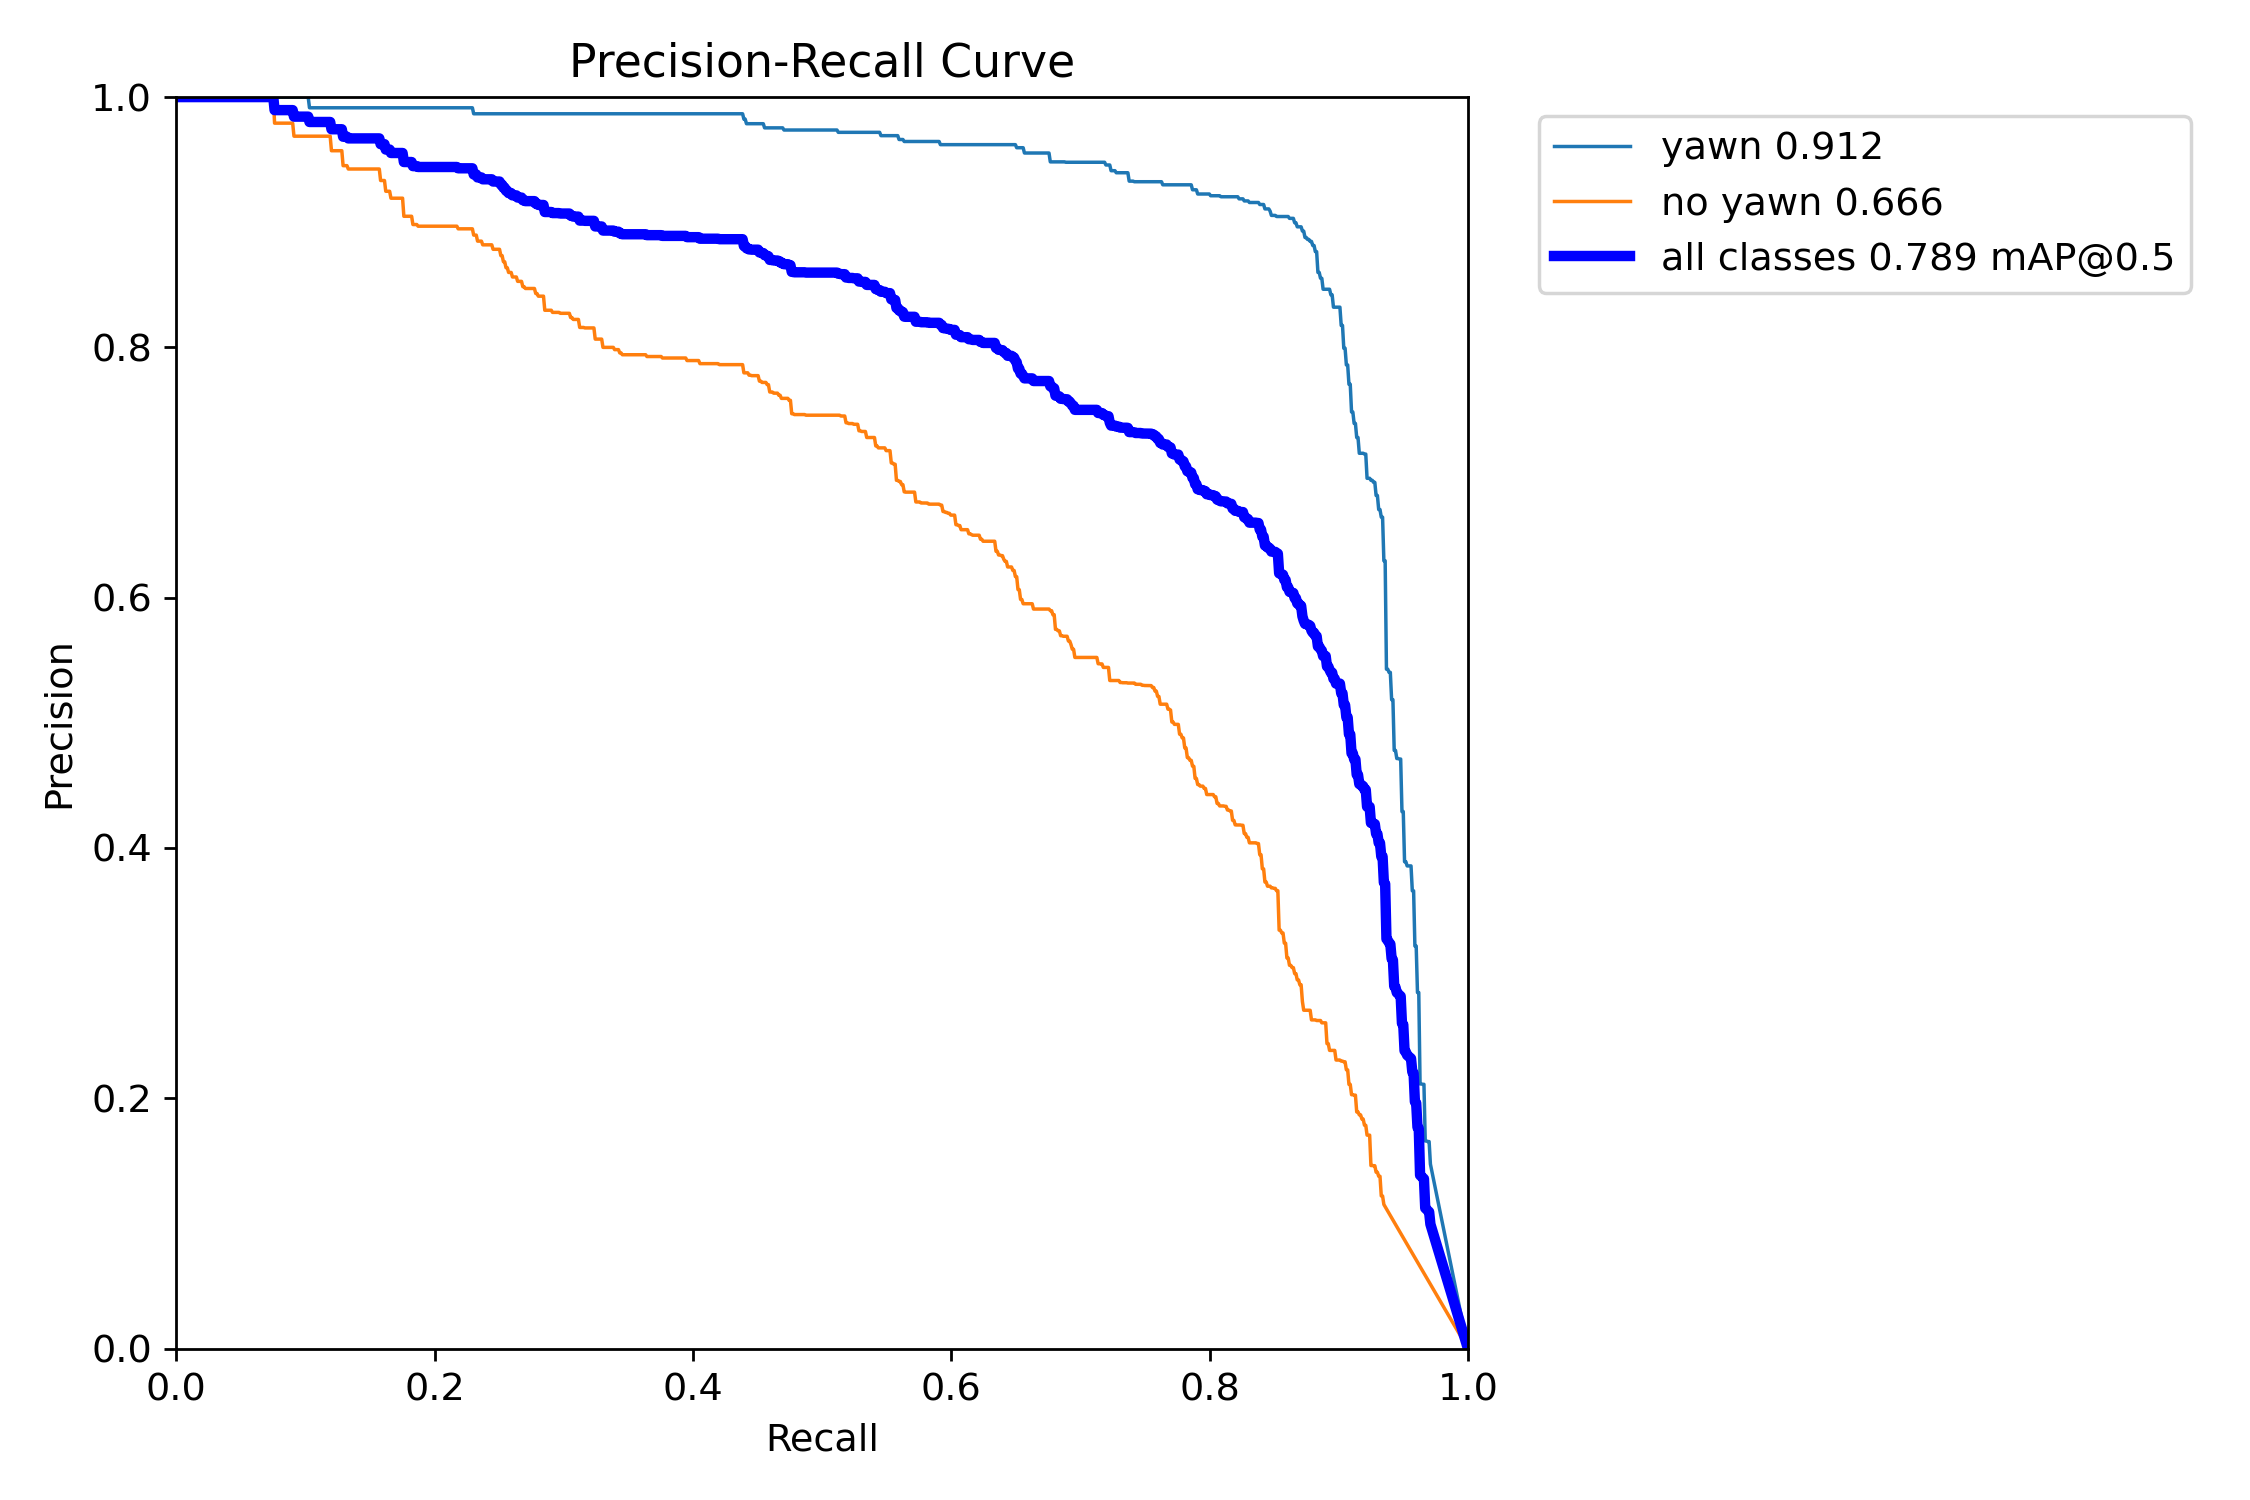 Precision-Recall Curve
yawn 0.912
no yawn 0.666
all classes 0.789 mAP@0.5
Precision
1.0
0.8
0.6
0.4
0.2
0.0
0.0 0.2 0.4 0.6 0.8 1.0
Recall